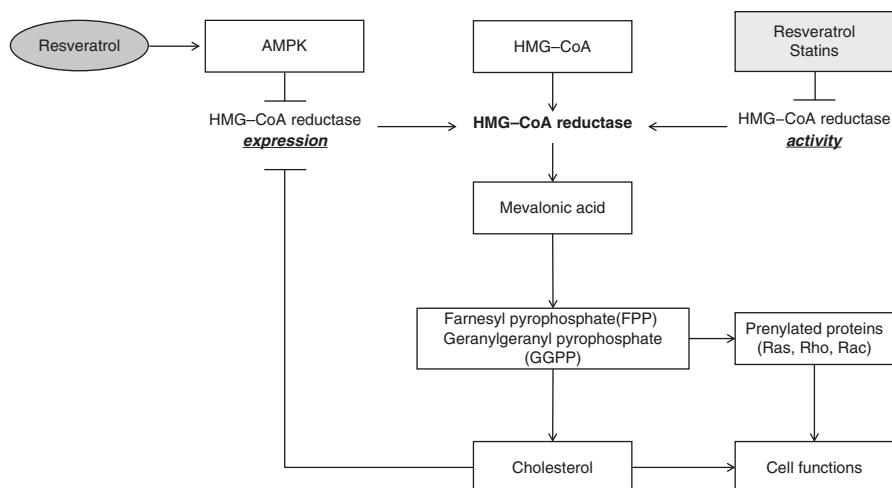 Resveratrol
AMPK
HMG–CoA
Resveratrol
Statins
HMG–CoA reductase
expression
HMG–CoA reductase
HMG–CoA reductase
activity
Mevalonic acid
Farnesyl pyrophosphate(FPP)
Geranylgeranyl pyrophosphate
(GGPP)
Prenylated proteins
(Ras, Rho, Rac)
Cholesterol
Cell functions